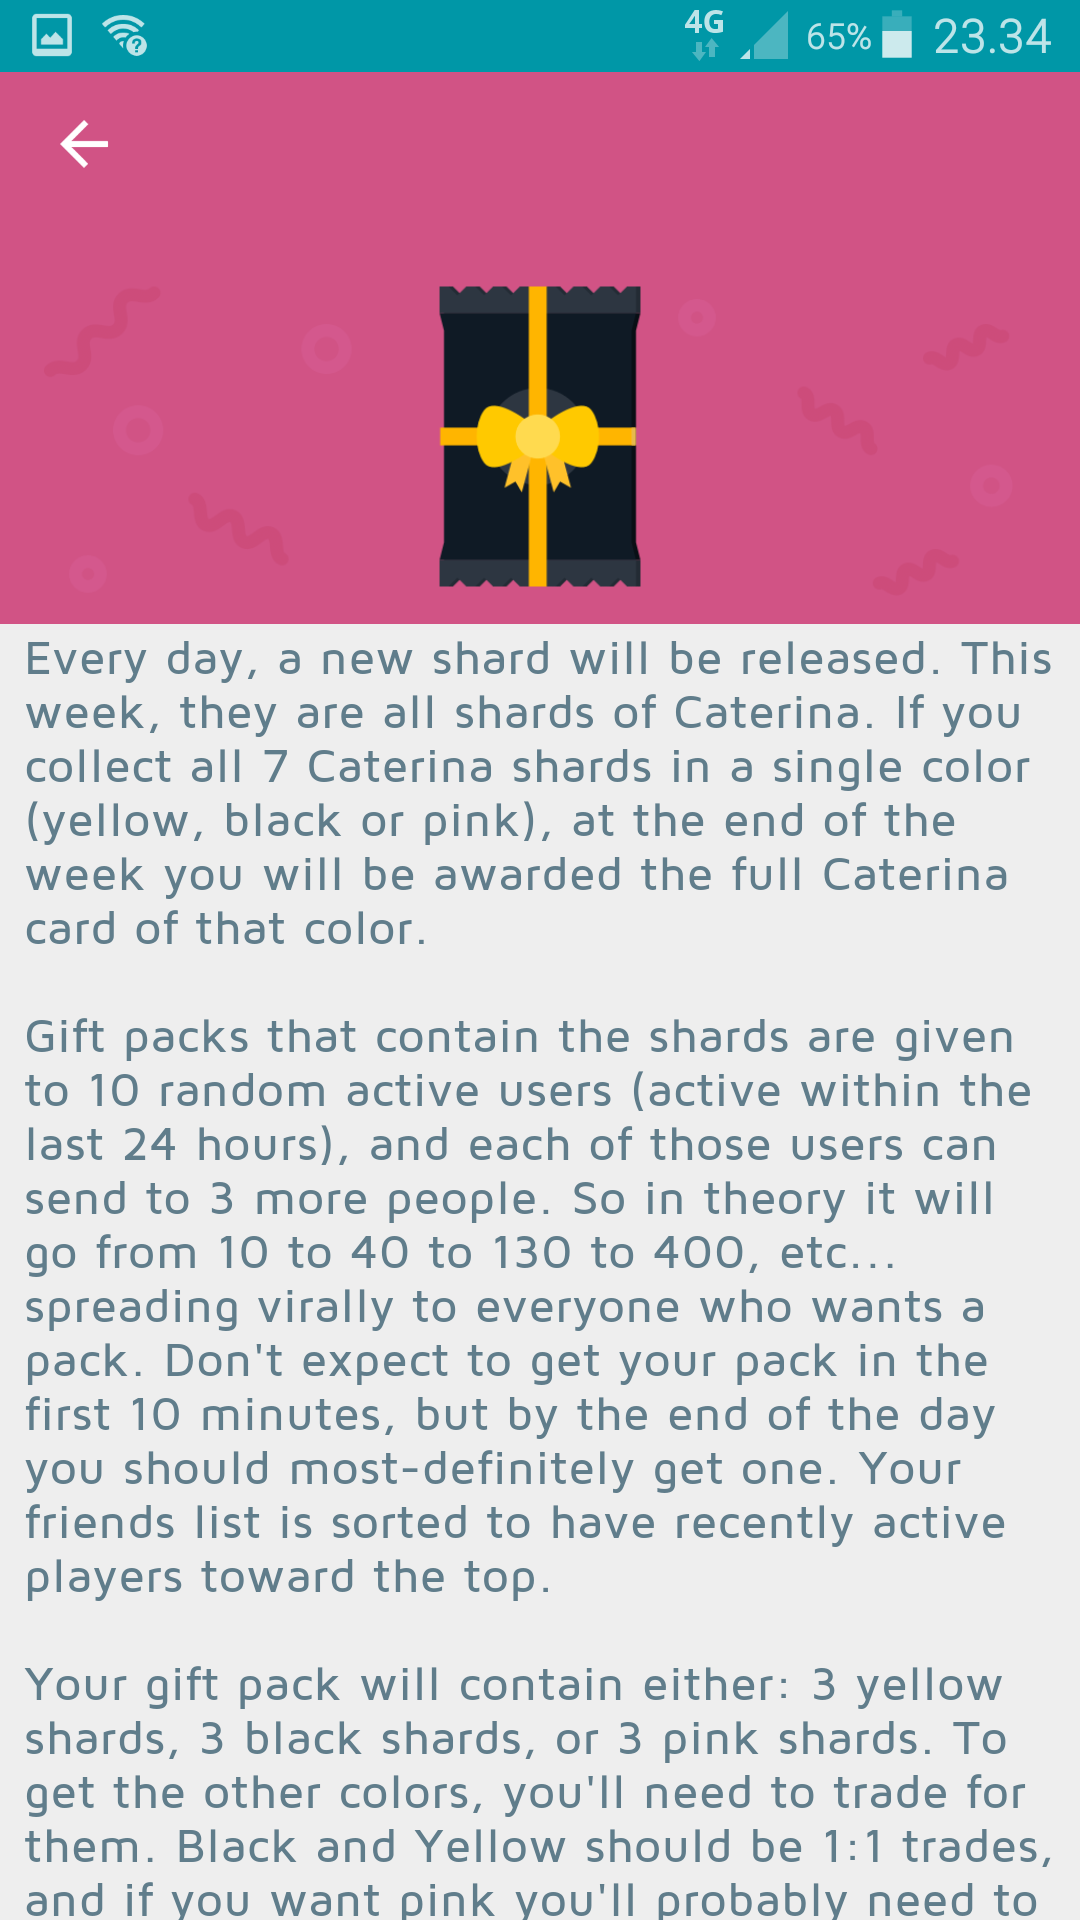 4G 65% 23.34
Every day, a new shard will be released. This
week, they are all shards of Caterina. If you
collect all 7 Caterina shards in a single color
(yellow, black or pink), at the end of the
week you will be awarded the full Caterina
card of that color.
Gift packs that contain the shards are given
to 10 random active users (active within the
last 24 hours), and each of those users can
send to 3 more people. So in theory it will
go from 10 to 40 to 130 to 400, etc...
spreading virally to everyone who wants a
pack. Don't expect to get your pack in the
first 10 minutes, but by the end of the day
you should most-definitely get one. Your
friends list is sorted to have recently active
players toward the top.
Your gift pack will contain either: 3 yellow
shards, 3 black shards, or 3 pink shards. To
get the other colors, you'll need to trade for
them. Black and Yellow should be 1:1 trades,
and if you want pink you'll probably need to